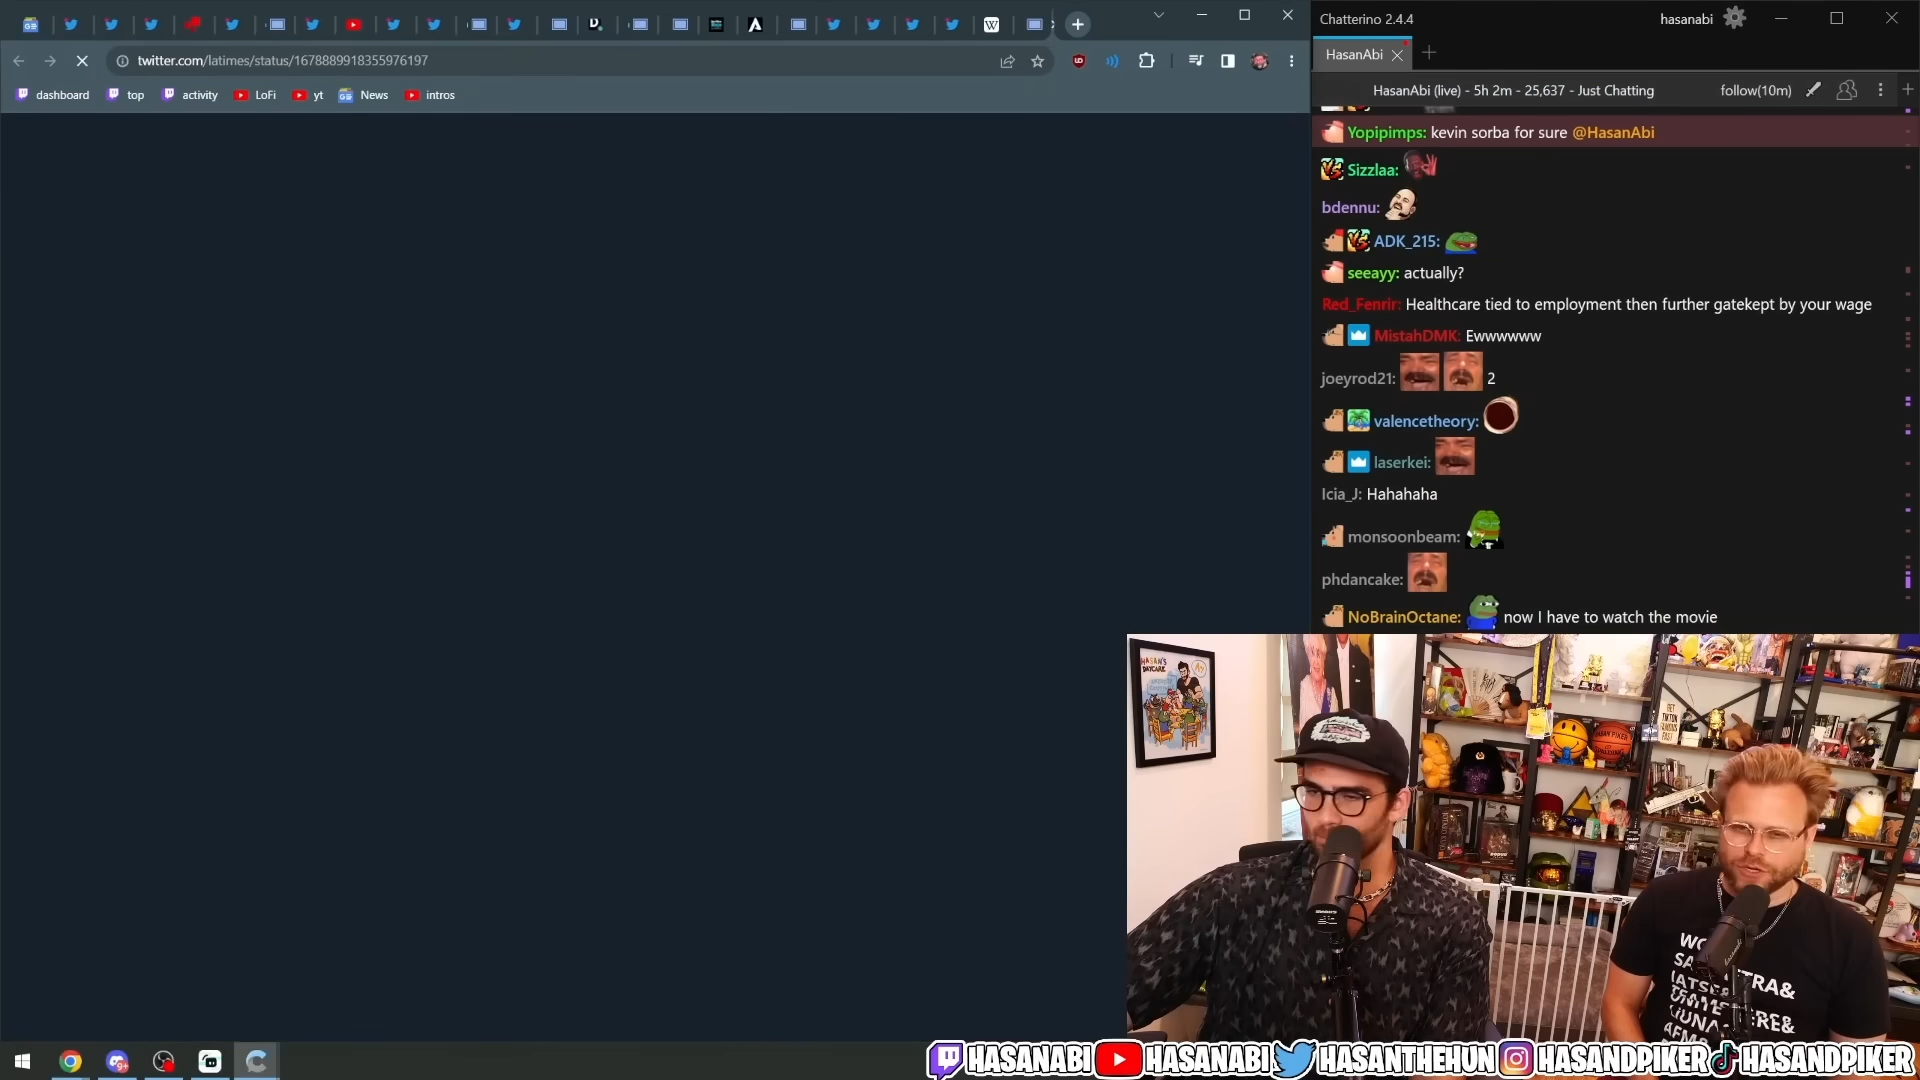 twitter.com/latimes/status/1678889918355976197
dashboard
top
activity
LoFi
yt
News
intros
Chatterino 2.4.4
hasanabi
HasanAbi
HasanAbi (live) - 5h 2m - 25,637 - Just Chatting
follow(10m)
Yopipimps: kevin sorba for sure @HasanAbi
Sizzlaa:
bdennu:
ADK_215:
seeayy: actually?
Red_Fenrir: Healthcare tied to employment then further gatekept by your wage
MistahDMK: Ewwwwww
joeyrod21: 2
valencetheory:
laserkei:
Icia_J: Hahahaha
monsoonbeam:
phdancake:
NoBrainOctane: now I have to watch the movie
HASAN'S
DAYCARE
HASANABI
HASANABI
HASANTHEHUN
HASANDPIKER
HASANDPIKER